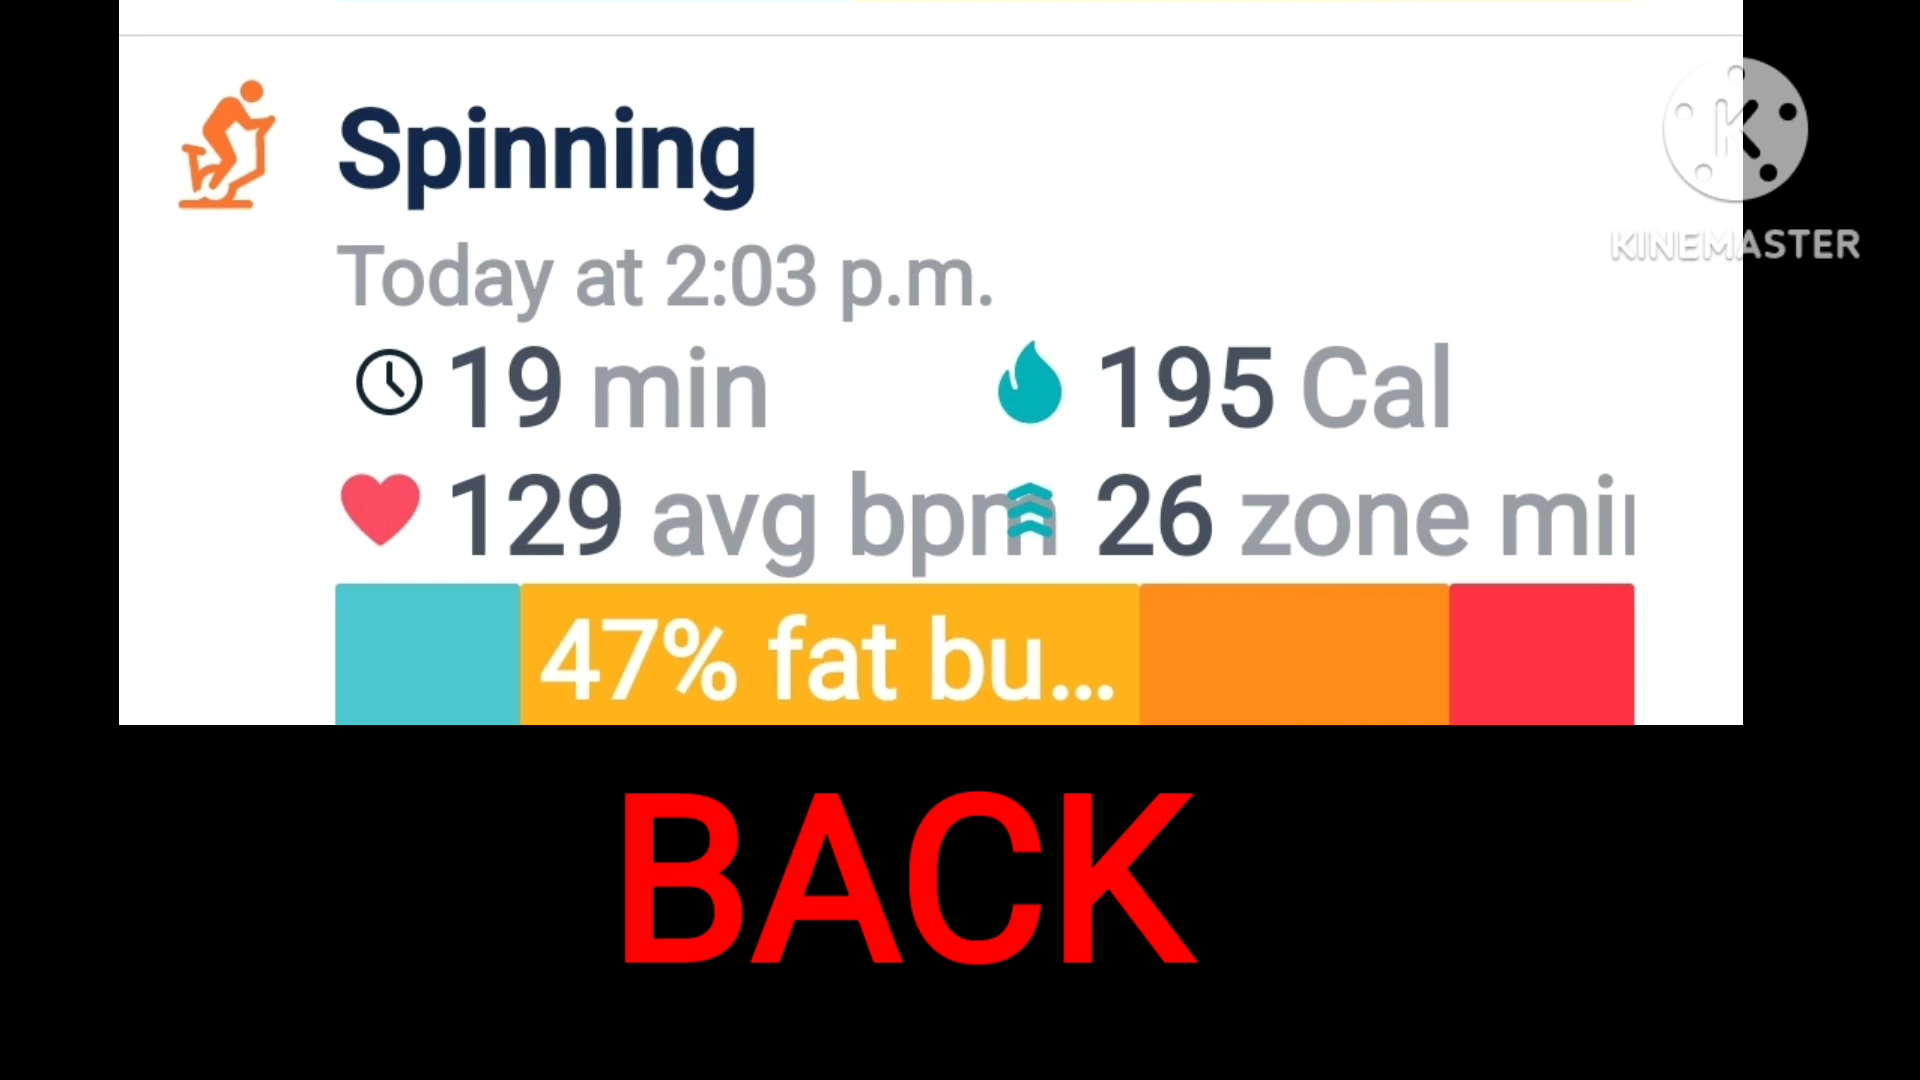 Spinning
Today at 2:03 p.m.
19 min 195 Cal
129 avg bpm 26 zone min
47% fat bu...
K
KINEMASTER
BACK